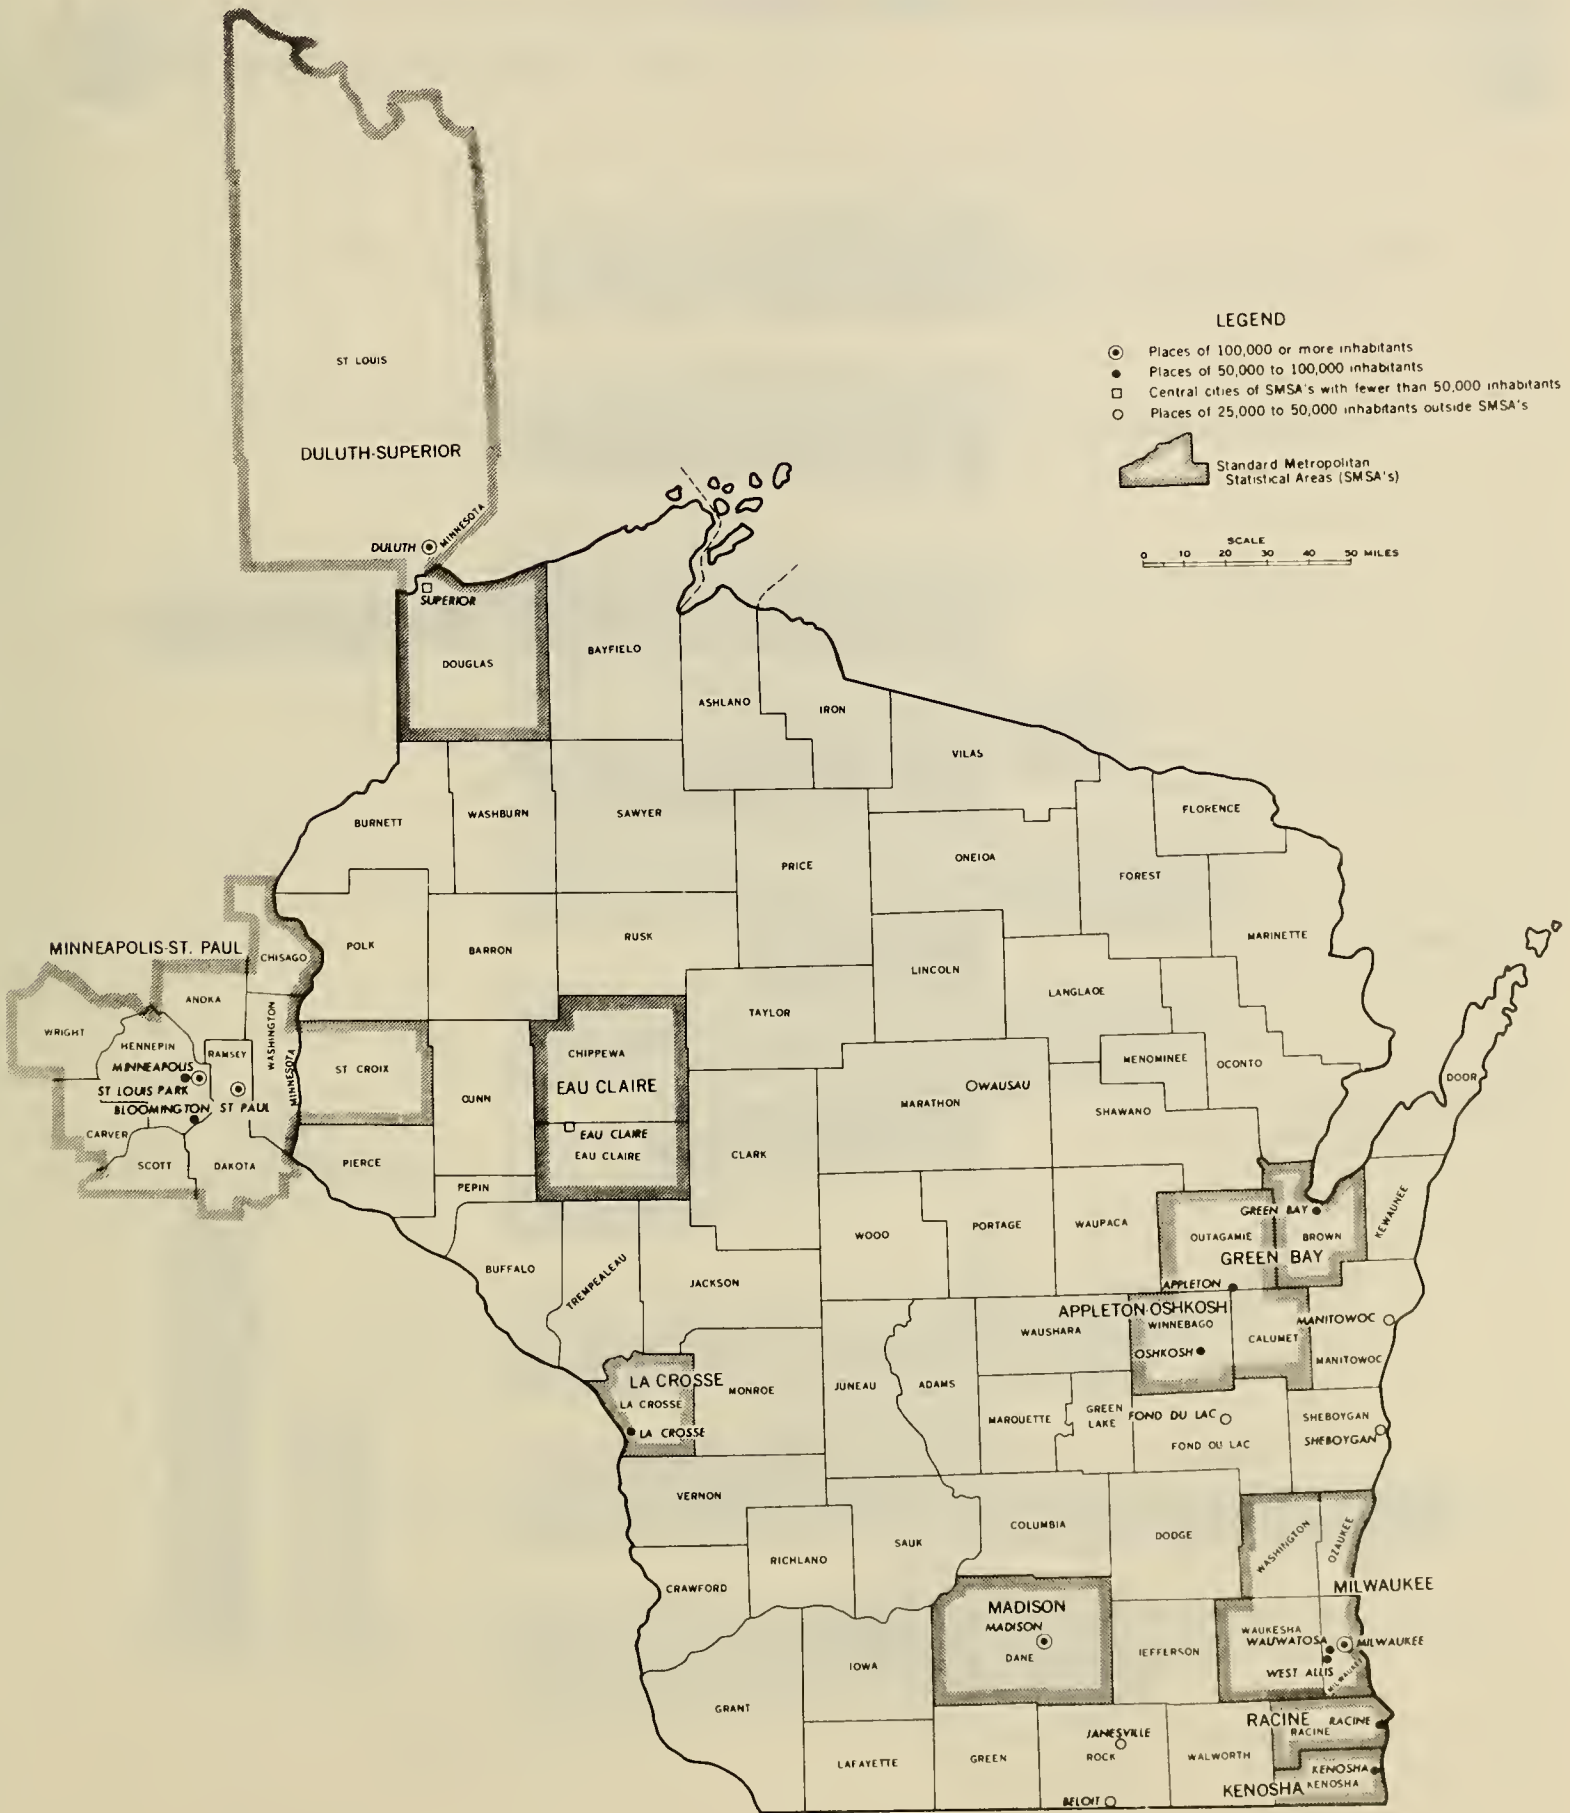 LEGEND
Places of 100,000 or more inhabitants
Places of 50,000 to 100,000 inhabitants
Central cities of SMSA's with fewer than 50,000 inhabitants
Places of 25,000 to 50,000 inhabitants outside SMSA's
Standard Metropolitan
Statistical Areas (SMSA's)
SCALE
0 10 20 30 40 50 MILES
ST LOUIS
DULUTH-SUPERIOR
DULUTH
MINNESOTA
SUPERIOR
DOUGLAS
BAYFIELD
ASHLAND
IRON
VILAS
BURNETT
WASHBURN
SAWYER
PRICE
ONEIDA
FOREST
FLORENCE
MARINETTE
POLK
BARRON
RUSK
LINCOLN
LANGLADE
TAYLOR
MINNEAPOLIS-ST. PAUL
CHISAGO
ANOKA
WRIGHT
HENNEPIN
RAMSEY
WASHINGTON
MINNESOTA
MINNEAPOLIS
ST LOUIS PARK
BLOOMINGTON
ST PAUL
CARVER
SCOTT
DAKOTA
ST CROIX
DUNN
CHIPPEWA
EAU CLAIRE
EAU CLAIRE
EAU CLAIRE
PIERCE
PEPIN
CLARK
MARATHON
WAUSAU
MENOMINEE
OCONTO
SHAWANO
DOOR
BUFFALO
TREMPEALEAU
JACKSON
WOOD
PORTAGE
WAUPACA
OUTAGAMIE
GREEN BAY
BROWN
GREEN BAY
KEWAUNEE
APPLETON
APPLETON-OSHKOSH
WAUSHARA
WINNEBAGO
OSHKOSH
CALUMET
MANITOWOC
MANITOWOC
LA CROSSE
LA CROSSE
LA CROSSE
MONROE
JUNEAU
ADAMS
MARQUETTE
GREEN
LAKE
FOND DU LAC
FOND DU LAC
SHEBOYGAN
SHEBOYGAN
VERNON
RICHLAND
SAUK
COLUMBIA
DODGE
WASHINGTON
OZAUKEE
CRAWFORD
MADISON
MADISON
DANE
MILWAUKEE
WAUKESHA
WAUWATOSA
MILWAUKEE
WEST ALLIS
MILWAUKEE
JEFFERSON
IOWA
GRANT
LAFAYETTE
GREEN
JANESVILLE
ROCK
BELOIT
WALWORTH
RACINE
RACINE
RACINE
KENOSHA
KENOSHA
KENOSHA